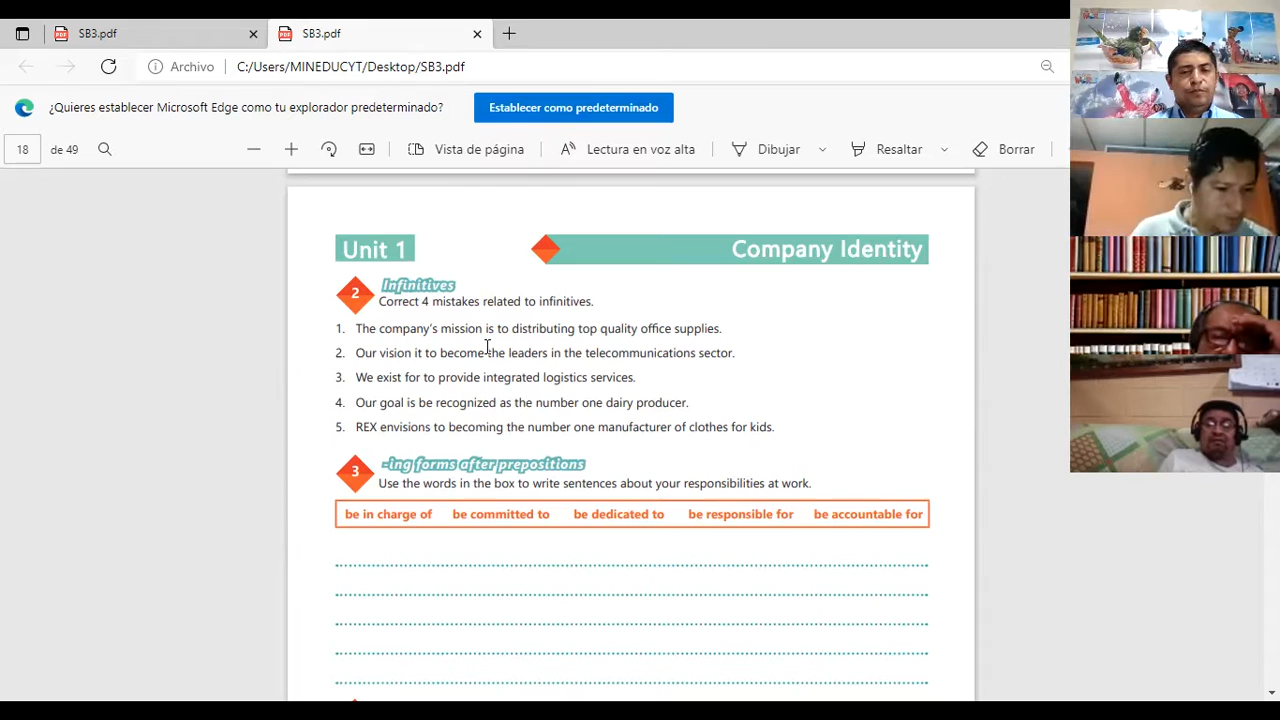 SB3.pdf
SB3.pdf
Archivo C:/Users/MINEDUCYT/Desktop/SB3.pdf
¿Quieres establecer Microsoft Edge como tu explorador predeterminado? Establecer como predeterminado
18 de 49 Vista de página Lectura en voz alta Dibujar Resaltar Borrar
Unit 1 Company Identity
2 Infinitives
Correct 4 mistakes related to infinitives.
1. The company's mission is to distributing top quality office supplies.
2. Our vision it to become the leaders in the telecommunications sector.
3. We exist for to provide integrated logistics services.
4. Our goal is be recognized as the number one dairy producer.
5. REX envisions to becoming the number one manufacturer of clothes for kids.
3 -ing forms after prepositions
Use the words in the box to write sentences about your responsibilities at work.
be in charge of be committed to be dedicated to be responsible for be accountable for